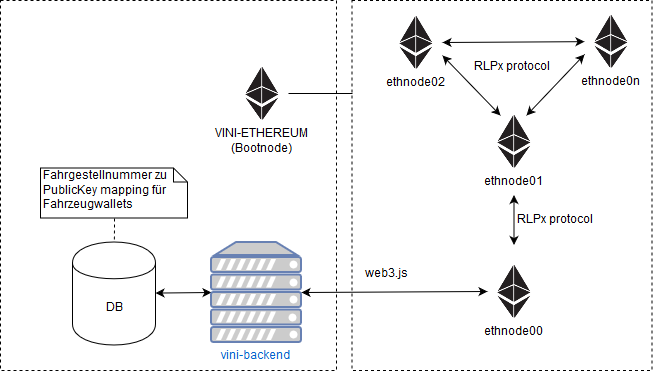 ethnode02
RLPx protocol
ethnode0n
VINI-ETHEREUM
(Bootnode)
ethnode01
Fahrgestellnummer zu
PublicKey mapping für
Fahrzeugwallets
RLPx protocol
web3.js
DB
ethnode00
vini-backend